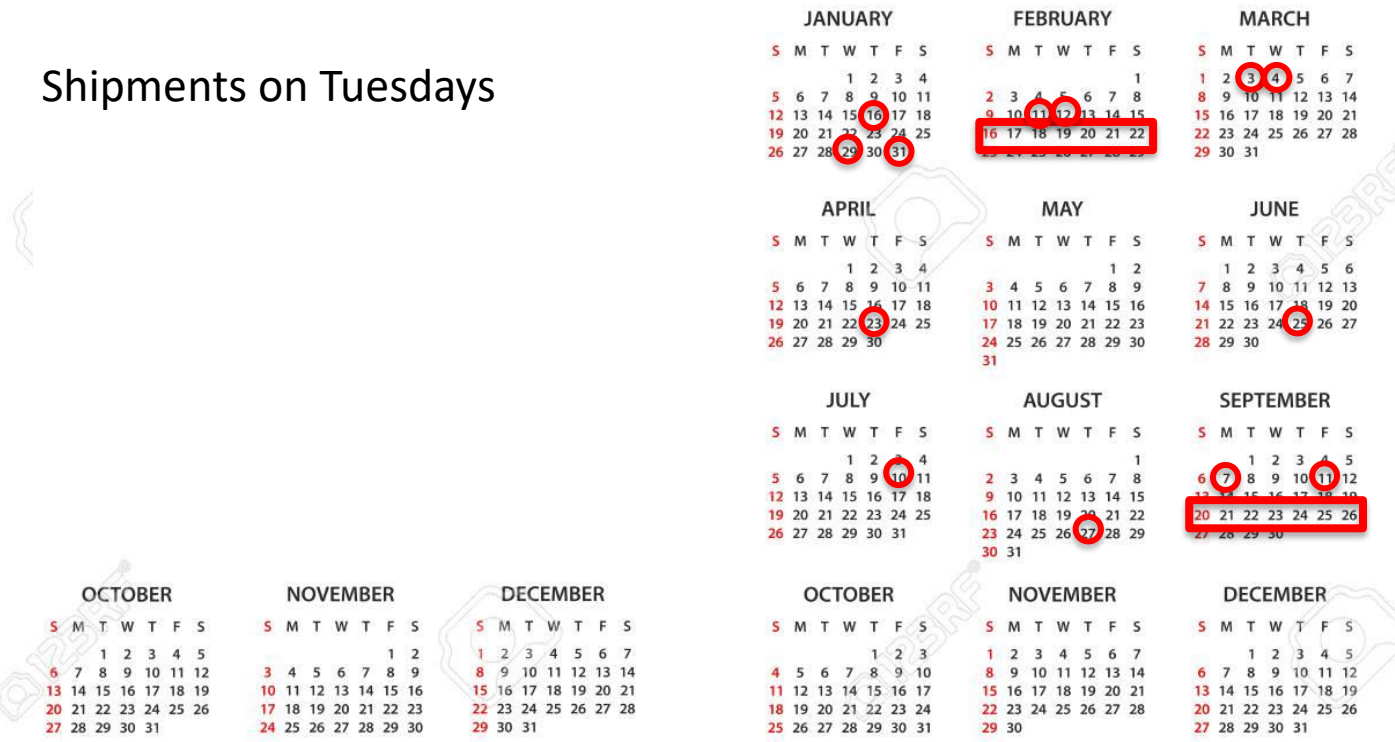 Shipments on Tuesdays
OCTOBER
S M T W T F S
1 2 3 4 5
6 7 8 9 10 11 12
13 14 15 16 17 18 19
20 21 22 23 24 25 26
27 28 29 30 31
NOVEMBER
S M T W T F S
1 2
3 4 5 6 7 8 9
10 11 12 13 14 15 16
17 18 19 20 21 22 23
24 25 26 27 28 29 30
DECEMBER
S M T W T F S
1 2 3 4 5 6 7
8 9 10 11 12 13 14
15 16 17 18 19 20 21
22 23 24 25 26 27 28
29 30 31
JANUARY
S M T W T F S
1 2 3 4
5 6 7 8 9 10 11
12 13 14 15 16 17 18
19 20 21 22 23 24 25
26 27 28 29 30 31
FEBRUARY
S M T W T F S
1
2 3 4 5 6 7 8
9 10 11 12 13 14 15
16 17 18 19 20 21 22
23 24 25 26 27 28 29
MARCH
S M T W T F S
1 2 3 4 5 6 7
8 9 10 11 12 13 14
15 16 17 18 19 20 21
22 23 24 25 26 27 28
29 30 31
APRIL
S M T W T F S
1 2 3 4
5 6 7 8 9 10 11
12 13 14 15 16 17 18
19 20 21 22 23 24 25
26 27 28 29 30
MAY
S M T W T F S
1 2
3 4 5 6 7 8 9
10 11 12 13 14 15 16
17 18 19 20 21 22 23
24 25 26 27 28 29 30
31
JUNE
S M T W T F S
1 2 3 4 5 6
7 8 9 10 11 12 13
14 15 16 17 18 19 20
21 22 23 24 25 26 27
28 29 30
JULY
S M T W T F S
1 2 3 4
5 6 7 8 9 10 11
12 13 14 15 16 17 18
19 20 21 22 23 24 25
26 27 28 29 30 31
AUGUST
S M T W T F S
1
2 3 4 5 6 7 8
9 10 11 12 13 14 15
16 17 18 19 20 21 22
23 24 25 26 27 28 29
30 31
SEPTEMBER
S M T W T F S
1 2 3 4 5
6 7 8 9 10 11 12
13 14 15 16 17 18 19
20 21 22 23 24 25 26
27 28 29 30
OCTOBER
S M T W T F S
1 2 3
4 5 6 7 8 9 10
11 12 13 14 15 16 17
18 19 20 21 22 23 24
25 26 27 28 29 30 31
NOVEMBER
S M T W T F S
1 2 3 4 5 6 7
8 9 10 11 12 13 14
15 16 17 18 19 20 21
22 23 24 25 26 27 28
29 30
DECEMBER
S M T W T F S
1 2 3 4 5
6 7 8 9 10 11 12
13 14 15 16 17 18 19
20 21 22 23 24 25 26
27 28 29 30 31
123RF
123RF
123RF